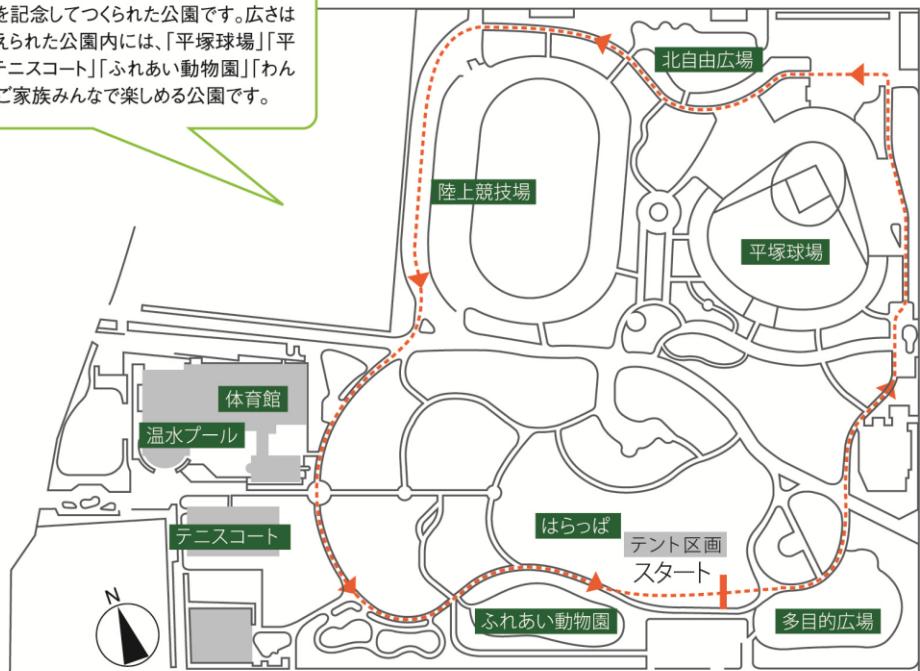 を記念してつくられた公園です。広さは
えられた公園内には、「平塚球場」「平
テニスコート」「ふれあい動物園」「わん
ご家族みんなで楽しめる公園です。
北自由広場
陸上競技場
平塚球場
体育館
温水プール
テニスコート
はらっぱ
テント区画
スタート
ふれあい動物園
多目的広場
N